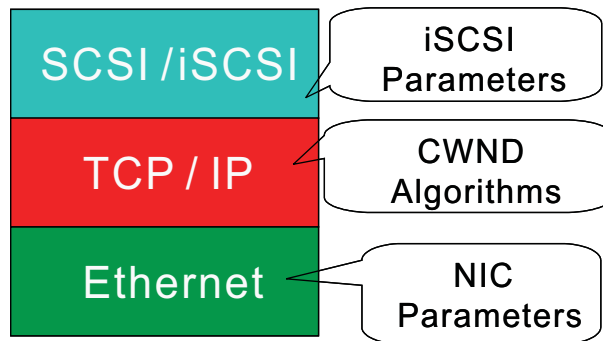 SCSI / iSCSI
iSCSI
Parameters
TCP / IP
CWND
Algorithms
Ethernet
NIC
Parameters